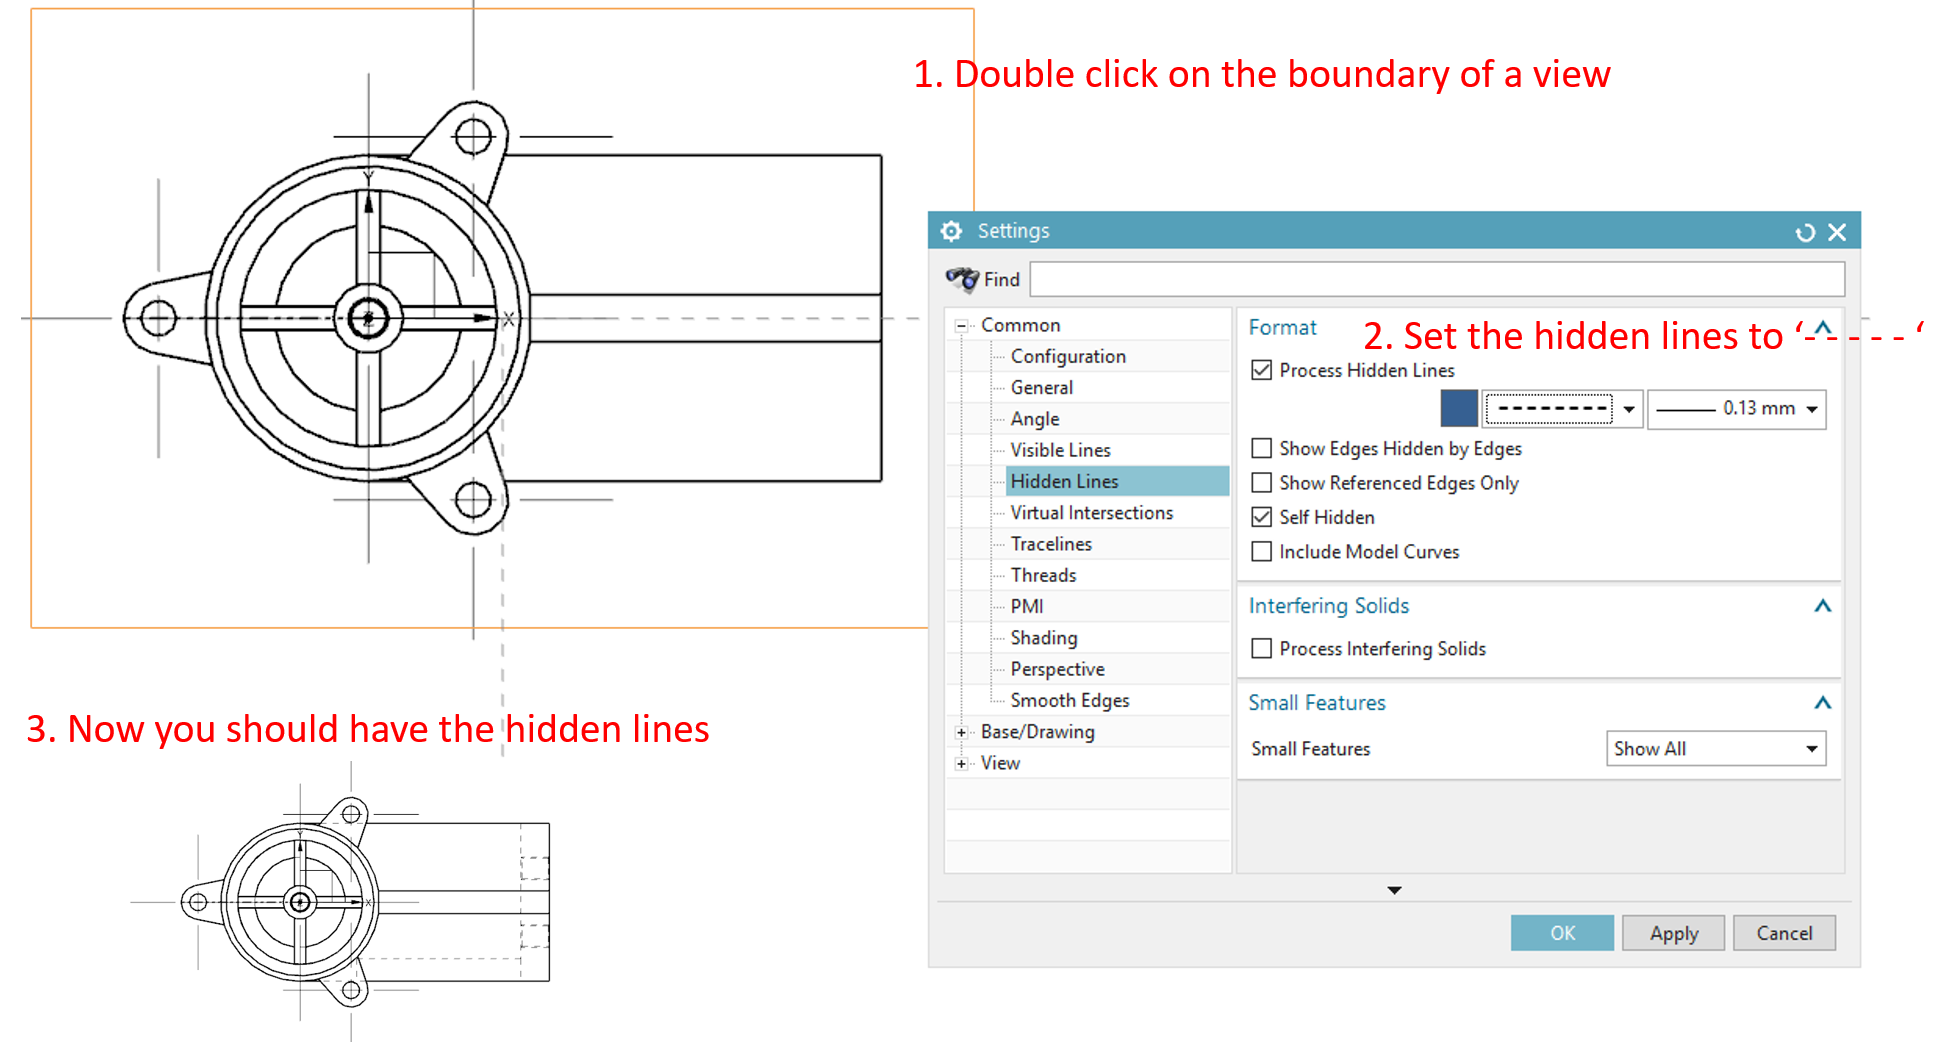 1. Double click on the boundary of a view
Y
Z
X
Settings
Find
Common
Configuration
General
Angle
Visible Lines
Hidden Lines
Virtual Intersections
Tracelines
Threads
PMI
Shading
Perspective
Smooth Edges
Base/Drawing
View
Format
2. Set the hidden lines to ‘- - - - - ‘
Process Hidden Lines
0.13 mm
Show Edges Hidden by Edges
Show Referenced Edges Only
Self Hidden
Include Model Curves
Interfering Solids
Process Interfering Solids
Small Features
Small Features Show All
OK Apply Cancel
3. Now you should have the hidden lines
Y
X